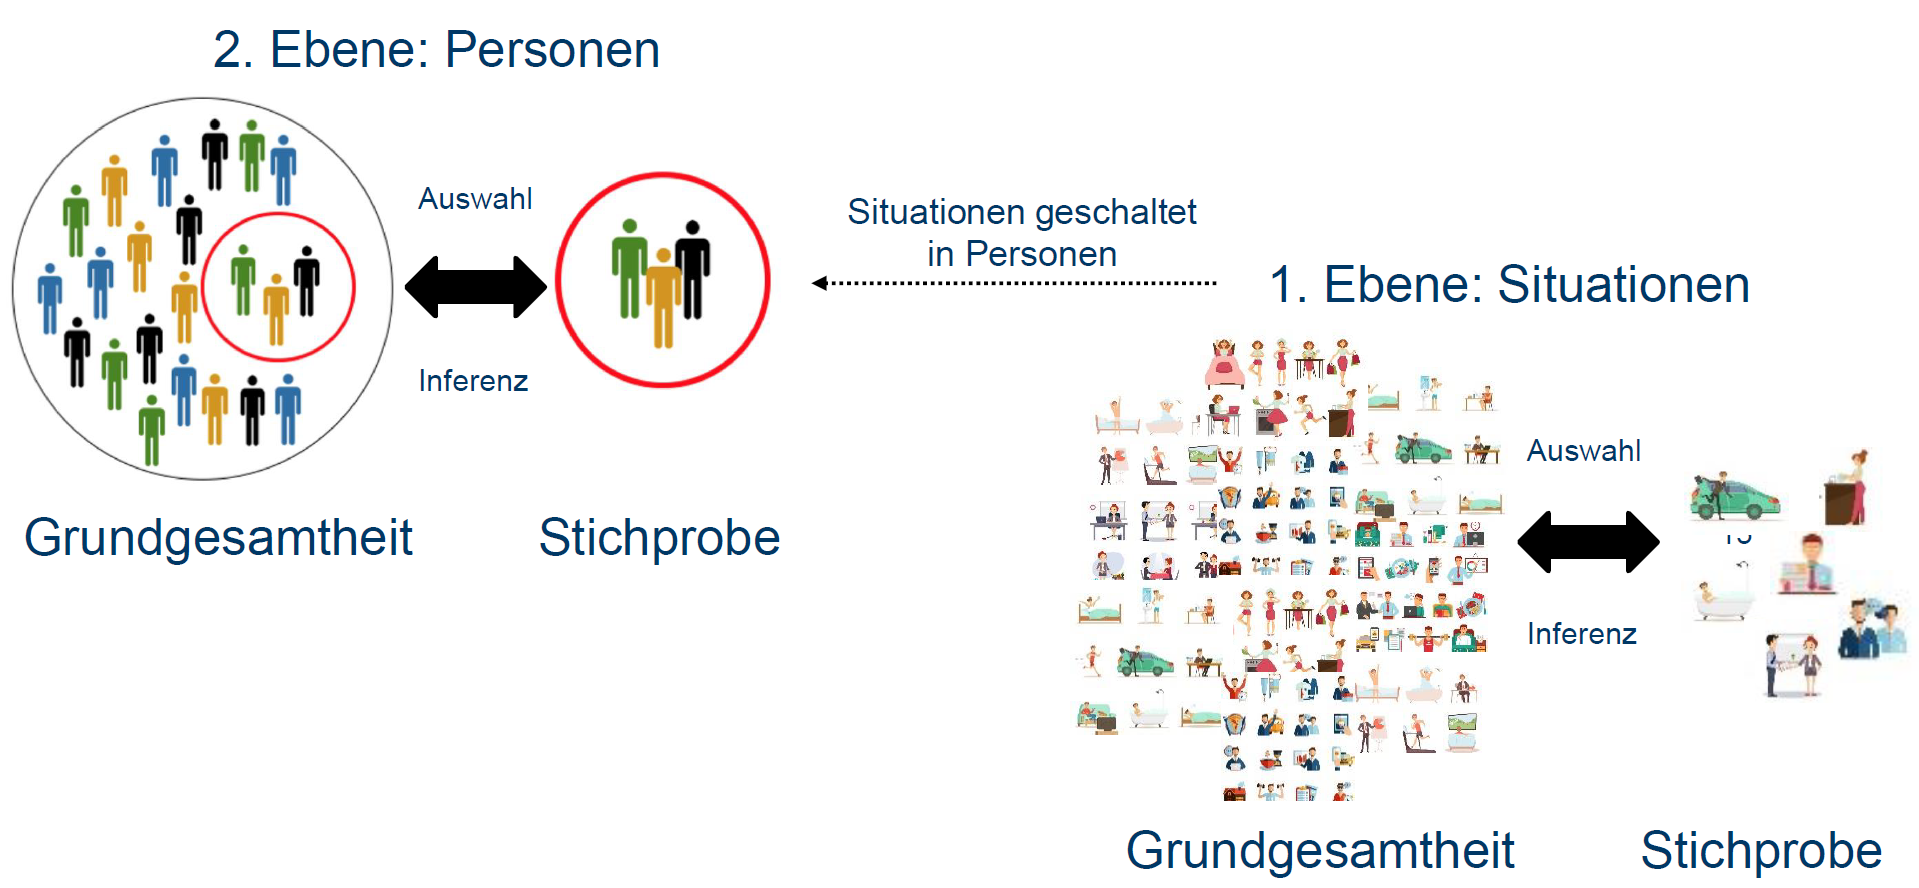 2. Ebene: Personen
Auswahl
Inferenz
Grundgesamtheit
Stichprobe
Situationen geschaltet
in Personen
1. Ebene: Situationen
Auswahl
Inferenz
Grundgesamtheit
Stichprobe